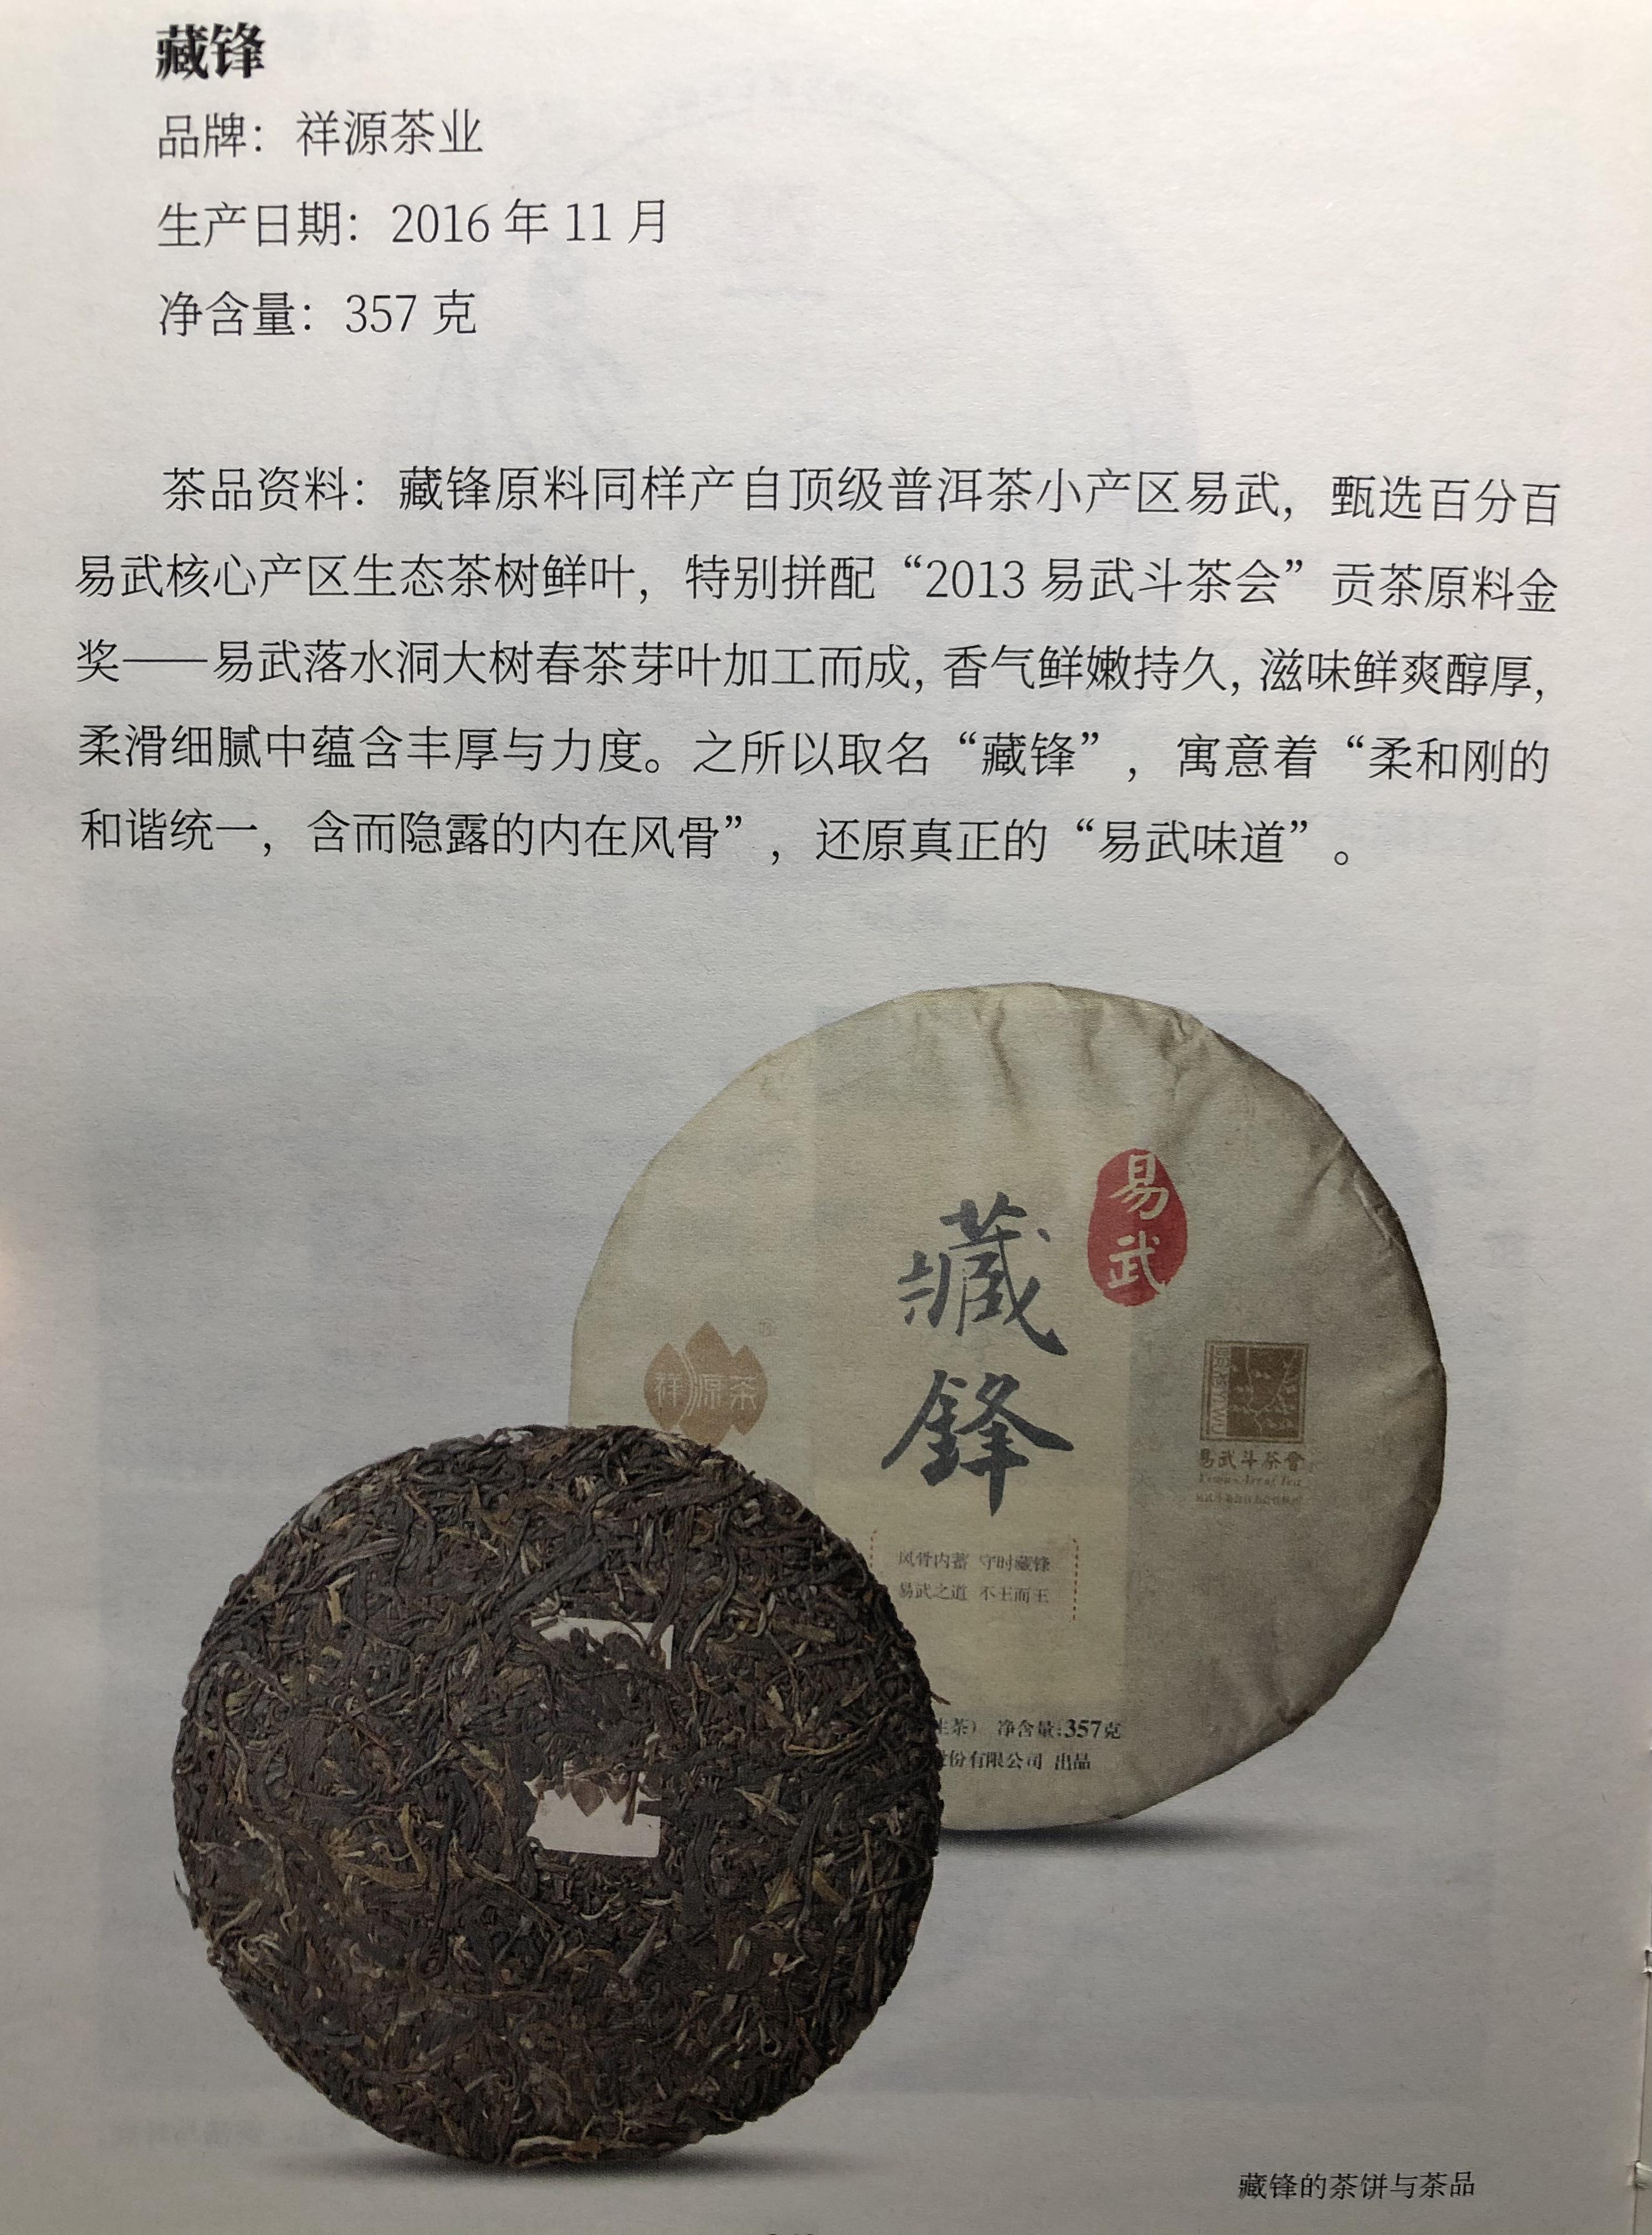 藏锋
品牌：祥源茶业
生产日期：2016 年 11 月
净含量：357 克
茶品资料：藏锋原料同样产自顶级普洱茶小产区易武，甄选百分百
易武核心产区生态茶树鲜叶，特别拼配“2013 易武斗茶会”贡茶原料金
奖——易武落水洞大树春茶芽叶加工而成，香气鲜嫩持久，滋味鲜爽醇厚，
柔滑细腻中蕴含丰厚与力度。之所以取名“藏锋”，寓意着“柔和刚的
和谐统一，含而隐露的内在风骨”，还原真正的“易武味道”。
易武
藏锋
祥源茶
易武斗茶會
风骨内蓄 守时藏锋
易武之道 不王而王
生茶） 净含量:357克
份有限公司 出品
藏锋的茶饼与茶品